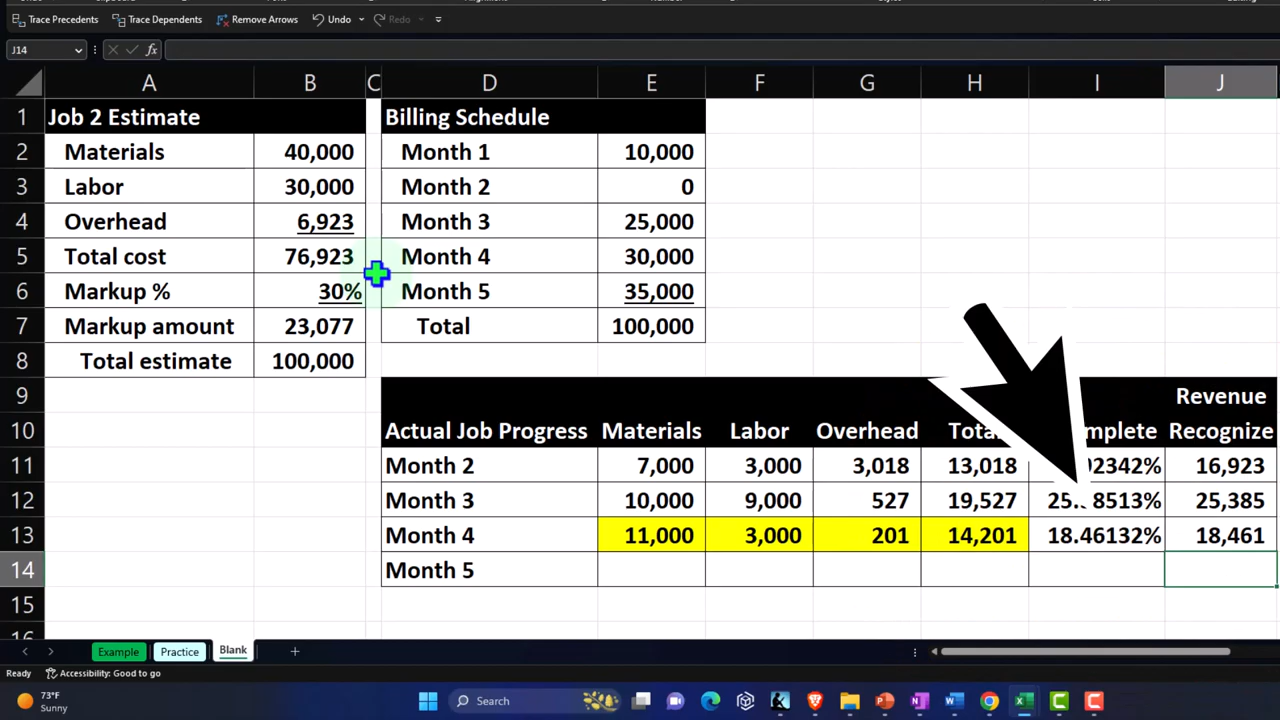 Trace Precedents Trace Dependents Remove Arrows Undo Redo
J14 fx
A B C D E F G H I J
1 Job 2 Estimate Billing Schedule
2 Materials 40,000 Month 1 10,000
3 Labor 30,000 Month 2 0
4 Overhead 6,923 Month 3 25,000
5 Total cost 76,923 Month 4 30,000
6 Markup % 30% Month 5 35,000
7 Markup amount 23,077 Total 100,000
8 Total estimate 100,000
9 Revenue
10 Actual Job Progress Materials Labor Overhead Recognize
11 Month 2 7,000 3,000 3,018 13,018 16,923
12 Month 3 10,000 9,000 527 19,527 25,385
13 Month 4 11,000 3,000 201 14,201 18.46132% 18,461
14 Month 5
15
Example Practice Blank
Ready Accessibility: Good to go
73°F
Sunny
Search